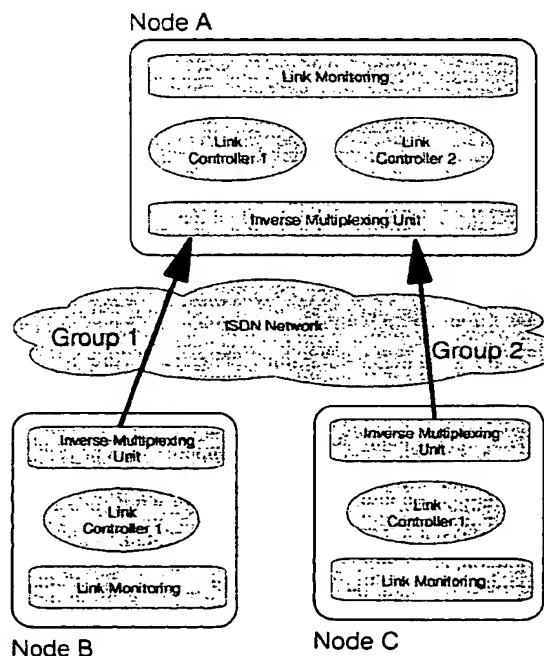 Node A
Link Monitoring
Link
Controller 1
Link
Controller 2
Inverse Multiplexing Unit
ISDN Network
Group 1
Group 2
Inverse Multiplexing
Unit
Link
Controller 1
Link Monitoring
Node B
Inverse Multiplexing
Unit
Link
Controller 1
Link Monitoring
Node C